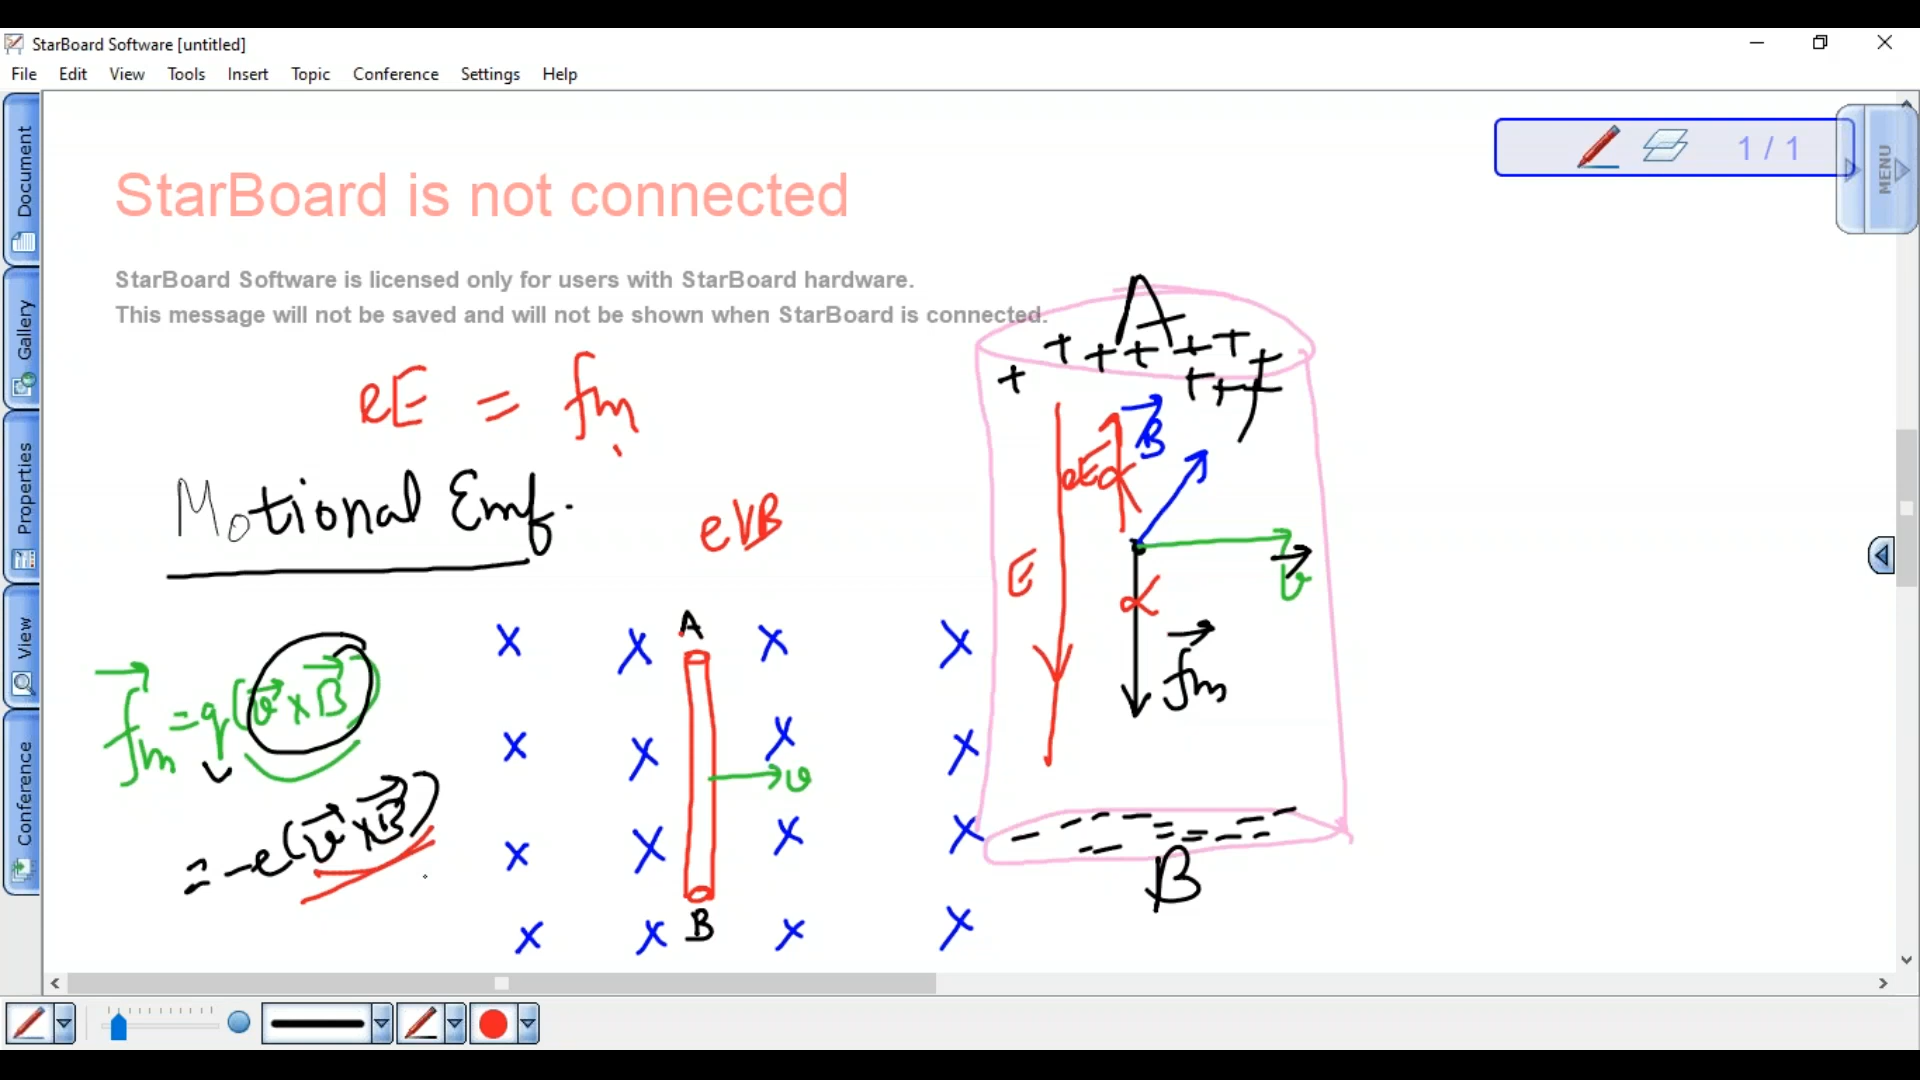 StarBoard Software [untitled]
File Edit View Tools Insert Topic Conference Settings Help
Document
Gallery
Properties
View
Conference
1 / 1
MENU
StarBoard is not connected
StarBoard Software is licensed only for users with StarBoard hardware.
This message will not be saved and will not be shown when StarBoard is connected.
eE = fm
Motional Emf.
evB
f⃗m = q(v⃗ × B⃗)
= -e(v⃗ × B⃗)
x x A x x
x x x x
v
x x x x
x x B x x
A
+ + + + + + + + + +
B⃗
eE
E
v⃗
f⃗m
B